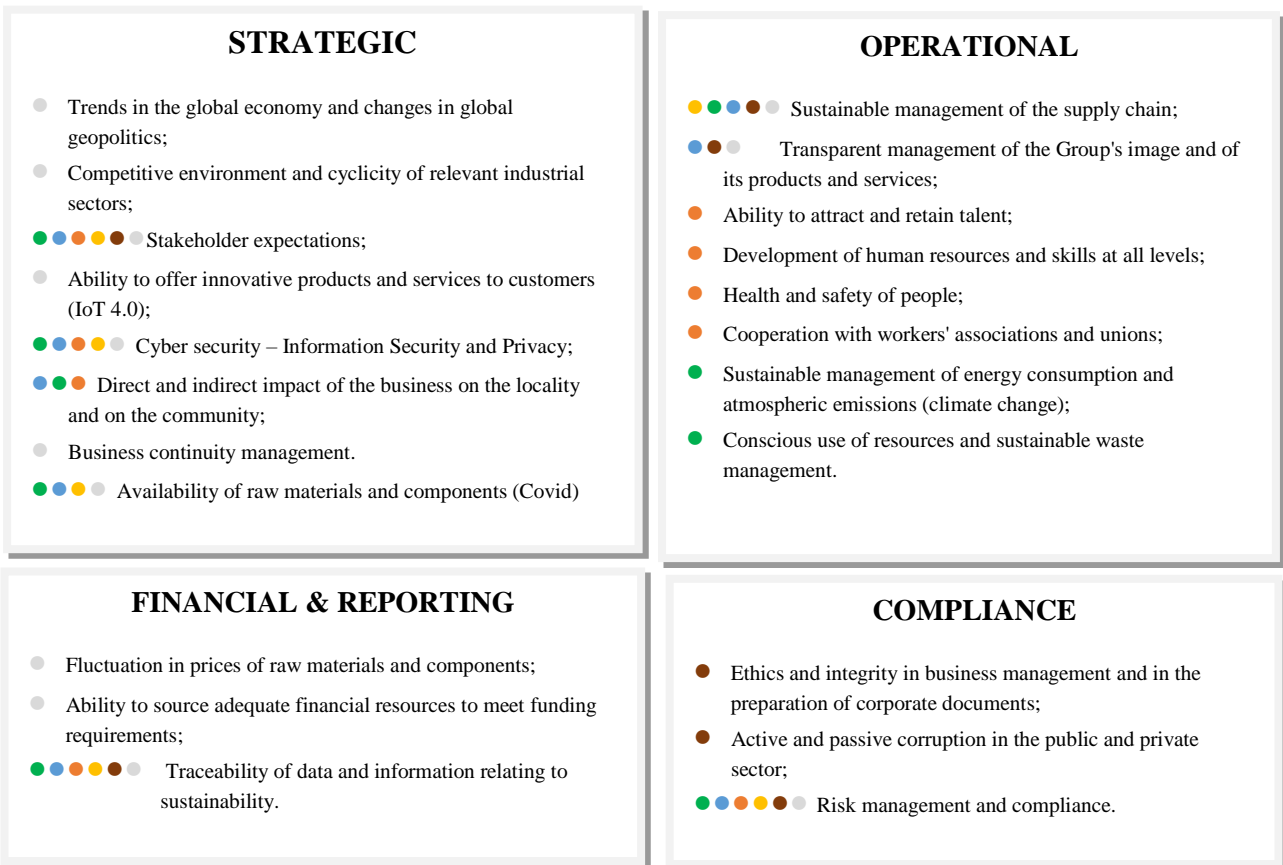 STRATEGIC
Trends in the global economy and changes in global
geopolitics;
Competitive environment and cyclicity of relevant industrial
sectors;
Stakeholder expectations;
Ability to offer innovative products and services to customers
(IoT 4.0);
Cyber security – Information Security and Privacy;
Direct and indirect impact of the business on the locality
and on the community;
Business continuity management.
Availability of raw materials and components (Covid)
OPERATIONAL
Sustainable management of the supply chain;
Transparent management of the Group's image and of
its products and services;
Ability to attract and retain talent;
Development of human resources and skills at all levels;
Health and safety of people;
Cooperation with workers' associations and unions;
Sustainable management of energy consumption and
atmospheric emissions (climate change);
Conscious use of resources and sustainable waste
management.
FINANCIAL & REPORTING
Fluctuation in prices of raw materials and components;
Ability to source adequate financial resources to meet funding
requirements;
Traceability of data and information relating to
sustainability.
COMPLIANCE
Ethics and integrity in business management and in the
preparation of corporate documents;
Active and passive corruption in the public and private
sector;
Risk management and compliance.